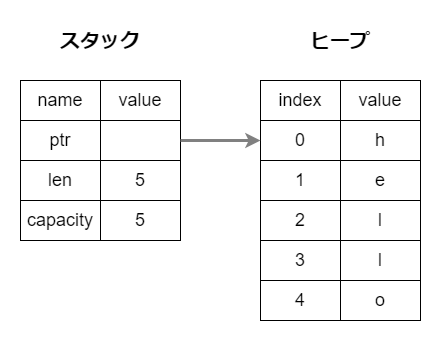 スタック
name value
ptr
len 5
capacity 5
ヒープ
index value
0 h
1 e
2 l
3 l
4 o